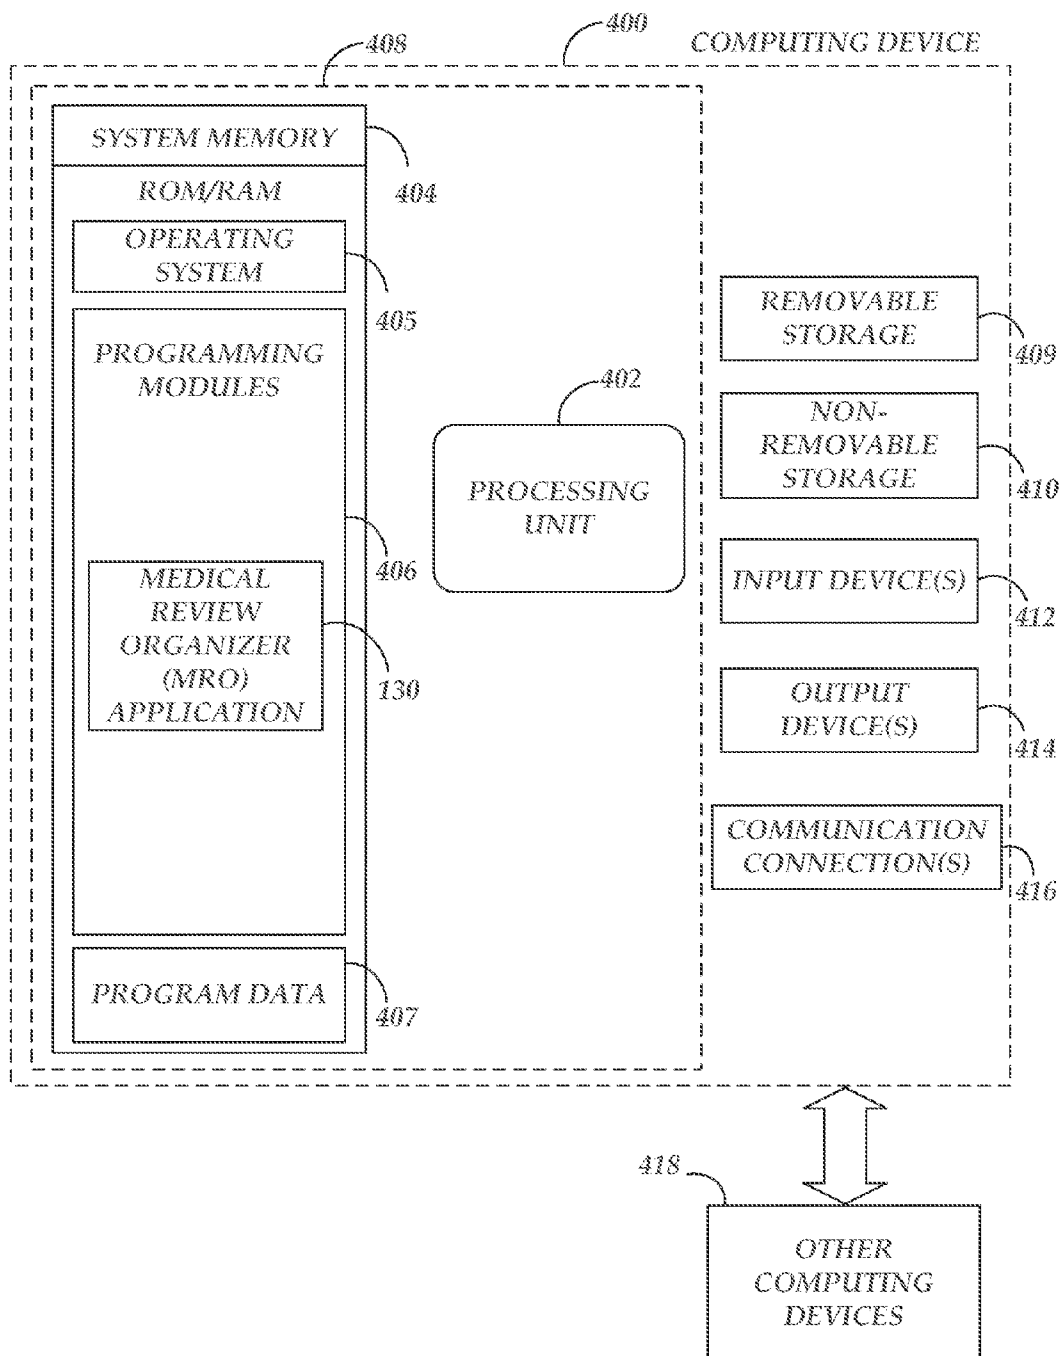 400
COMPUTING DEVICE
408
SYSTEM MEMORY
404
ROM/RAM
OPERATING
SYSTEM
405
PROGRAMMING
MODULES
406
MEDICAL
REVIEW
ORGANIZER
(MRO)
APPLICATION
130
PROGRAM DATA
407
402
PROCESSING
UNIT
REMOVABLE
STORAGE
409
NON-
REMOVABLE
STORAGE
410
INPUT DEVICE(S)
412
OUTPUT
DEVICE(S)
414
COMMUNICATION
CONNECTION(S)
416
418
OTHER
COMPUTING
DEVICES